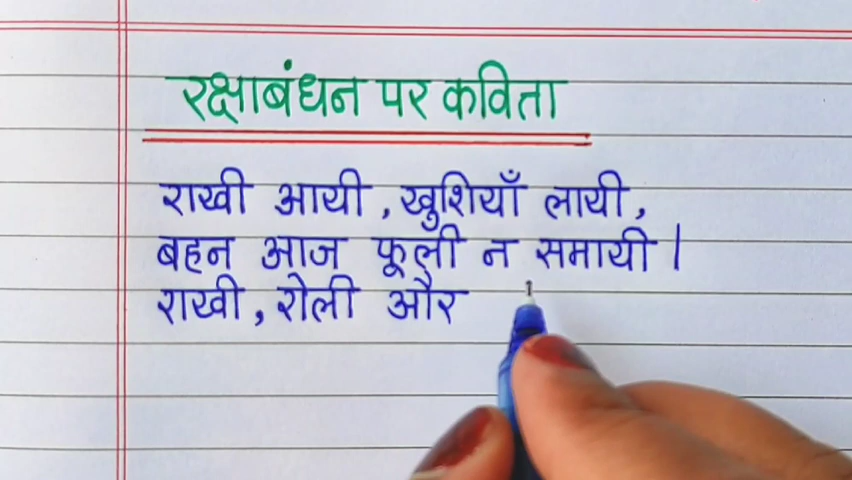 रक्षाबंधन पर कविता
राखी आयी, खुशियाँ लायी,
बहन आज फूली न समायी।
राखी, रोली और